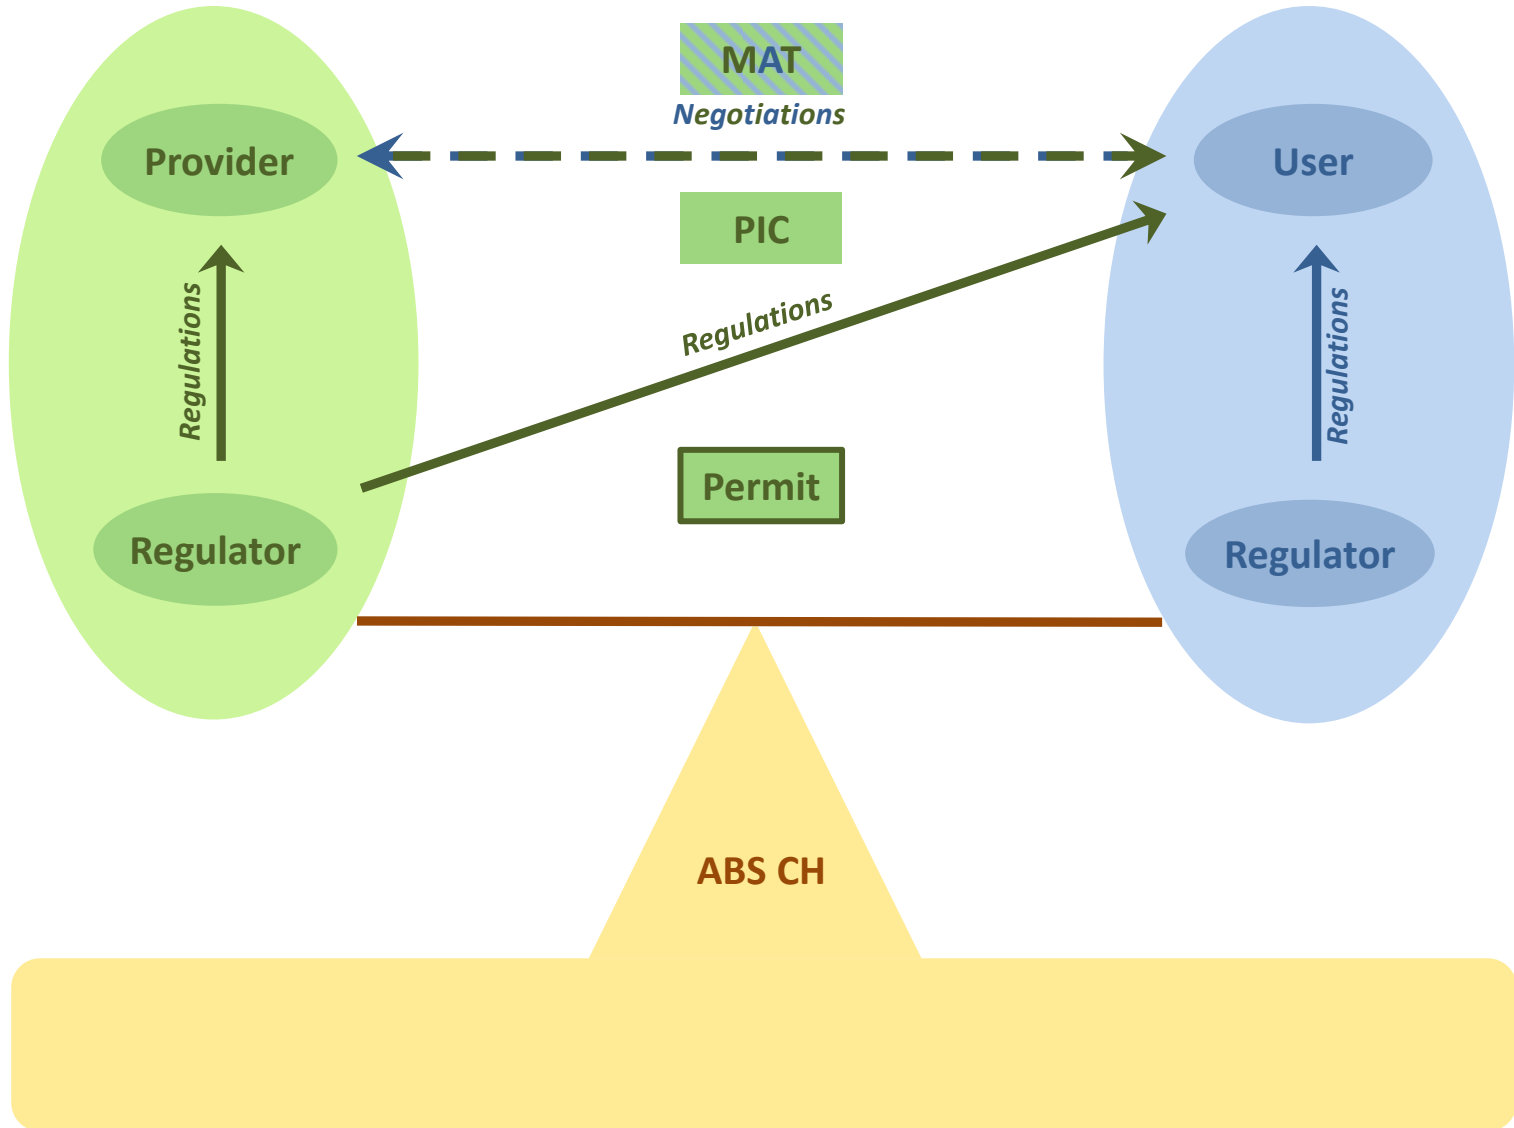 MAT
Negotiations
Provider
User
PIC
Regulations
Regulations
Regulations
Permit
Regulator
Regulator
ABS CH